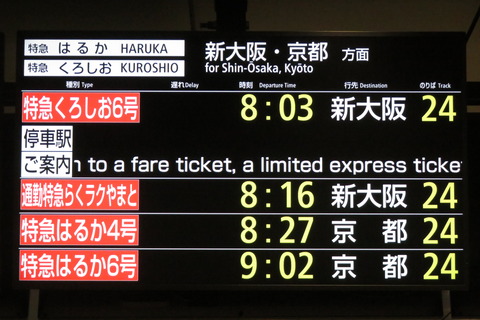 特急 はるか HARUKA
特急 くろしお KUROSHIO
新大阪・京都 方面
for Shin-Osaka, Kyōto
種別 Type 遅れ Delay 時刻 Departure Time 行先 Destination のりば Track
特急くろしお6号 8:03 新大阪 24
停車駅
ご案内 n to a fare ticket, a limited express ticke
通勤特急らくラクやまと 8:16 新大阪 24
特急はるか4号 8:27 京都 24
特急はるか6号 9:02 京都 24